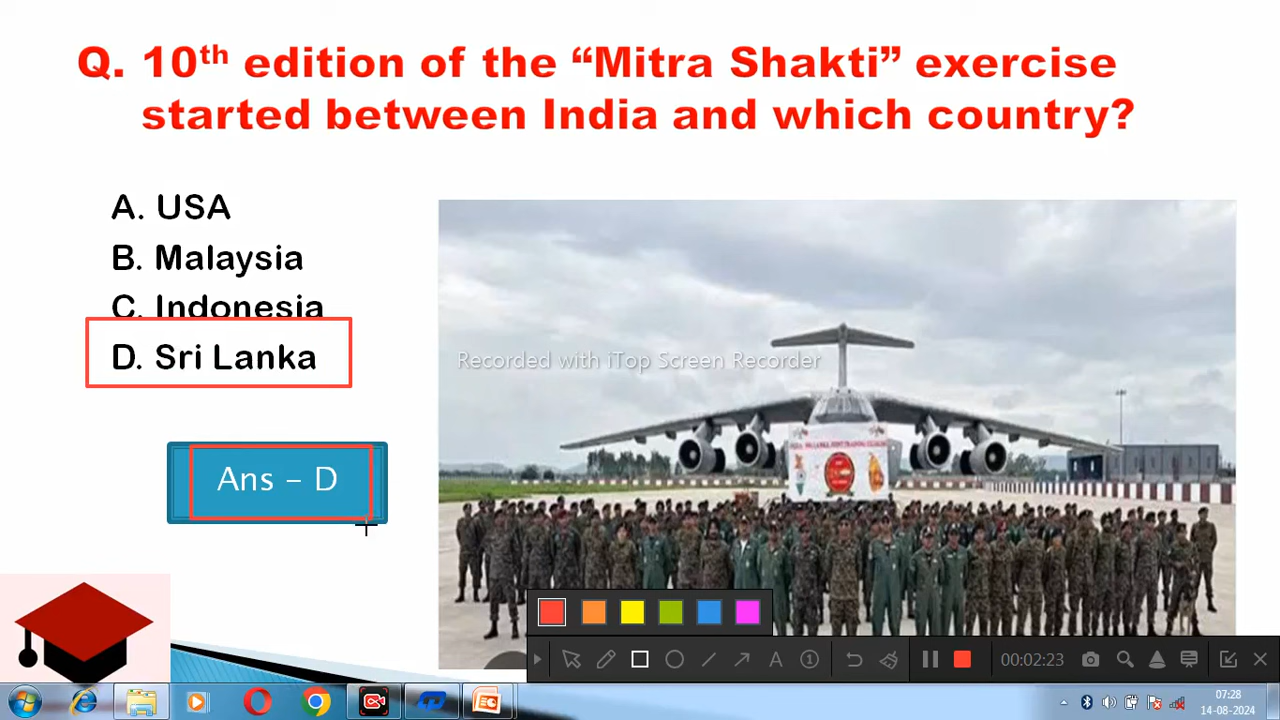 Q. 10th edition of the “Mitra Shakti” exercise
started between India and which country?
A. USA
B. Malaysia
C. Indonesia
D. Sri Lanka
Recorded with iTop Screen Recorder
Ans – D
A
1
00:02:23
07:28
14-08-2024